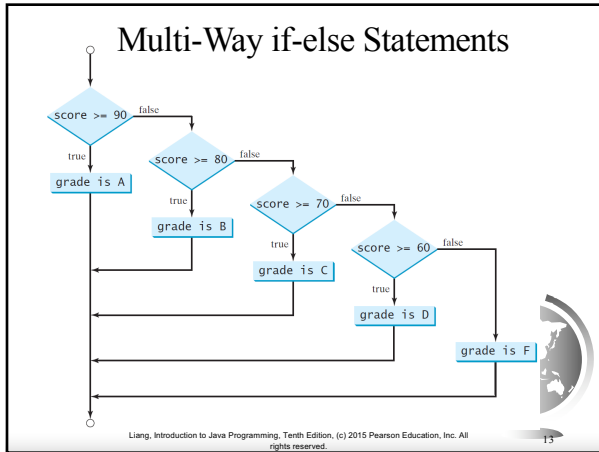 Multi-Way if-else Statements
score >= 90
false
true
grade is A
score >= 80
false
true
grade is B
score >= 70
false
true
grade is C
score >= 60
false
true
grade is D
grade is F
Liang, Introduction to Java Programming, Tenth Edition, (c) 2015 Pearson Education, Inc. All
rights reserved.
13